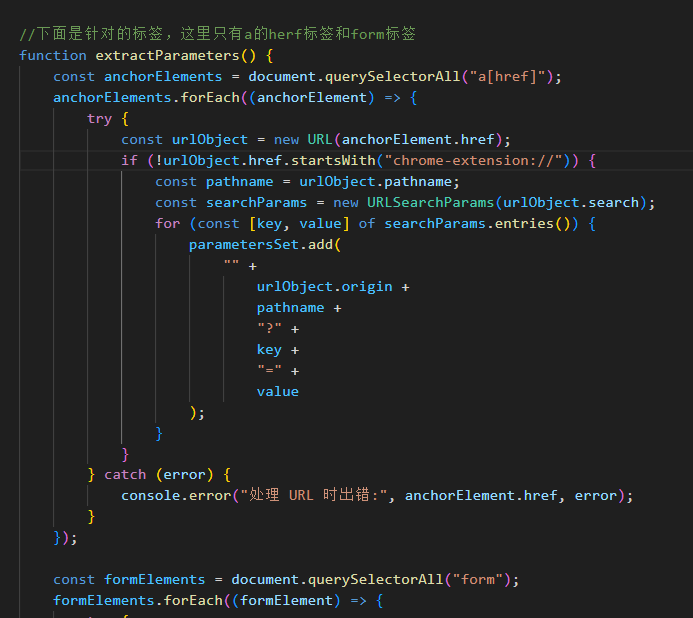 //下面是针对的标签，这里只有a的herf标签和form标签
function extractParameters() {
    const anchorElements = document.querySelectorAll("a[href]");
    anchorElements.forEach((anchorElement) => {
        try {
            const urlObject = new URL(anchorElement.href);
            if (!urlObject.href.startsWith("chrome-extension://")) {
                const pathname = urlObject.pathname;
                const searchParams = new URLSearchParams(urlObject.search);
                for (const [key, value] of searchParams.entries()) {
                    parametersSet.add(
                        "" +
                            urlObject.origin +
                            pathname +
                            "?" +
                            key +
                            "=" +
                            value
                    );
                }
            }
        } catch (error) {
            console.error("处理 URL 时出错:", anchorElement.href, error);
        }
    });

    const formElements = document.querySelectorAll("form");
    formElements.forEach((formElement) => {